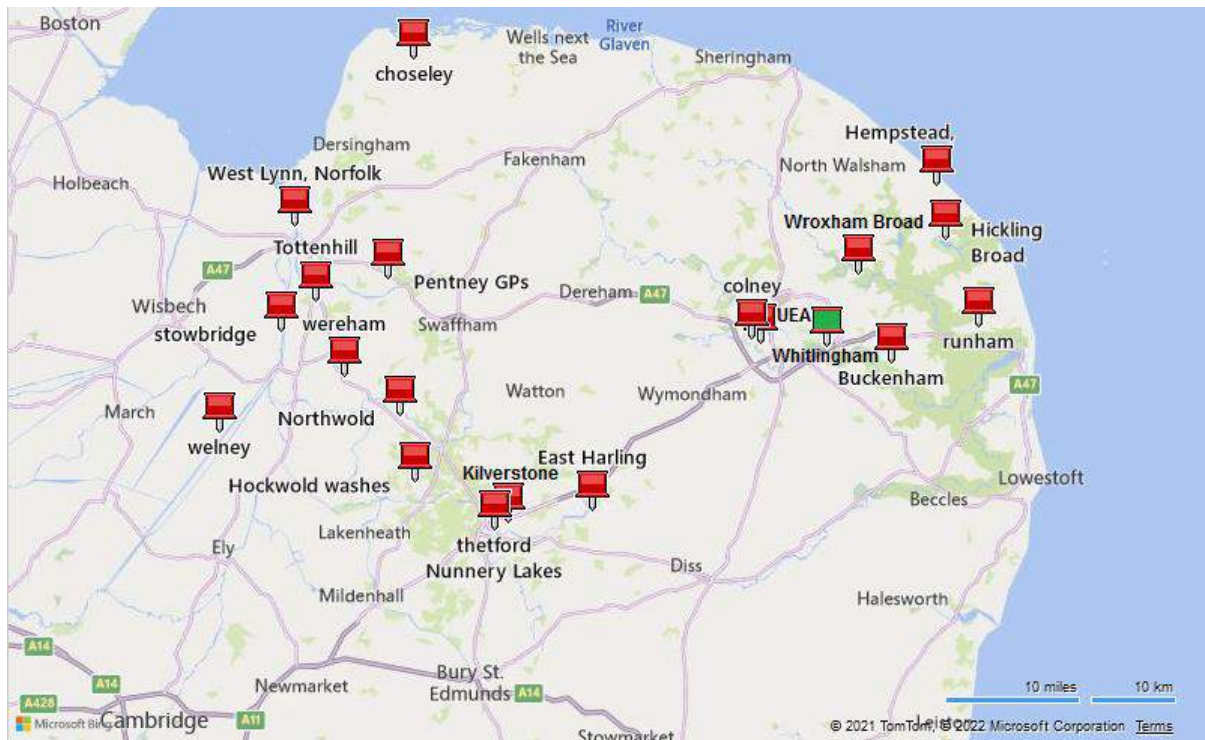 Boston
choseley
Wells next
the Sea
River
Glaven
Sheringham
Dersingham
Fakenham
Hempstead,
North Walsham
Holbeach
West Lynn, Norfolk
Wroxham Broad
Hickling
Broad
Tottenhill
A47
Pentney GPs
Dereham
A47
colney
UEA
Wisbech
stowbridge
wereham
Swaffham
Whitlingham
runham
Buckenham
A47
March
welney
Northwold
Watton
Wymondham
Hockwold washes
Kilverstone
East Harling
Lowestoft
Beccles
Lakenheath
thetford
Nunnery Lakes
Ely
Diss
Mildenhall
Halesworth
A14
Bury St.
Edmunds
A14
Newmarket
A14
A428
Microsoft Bing
Cambridge
A11
Stowmarket
10 miles
10 km
© 2021 TomTom, © 2022 Microsoft Corporation
Terms
Leiston